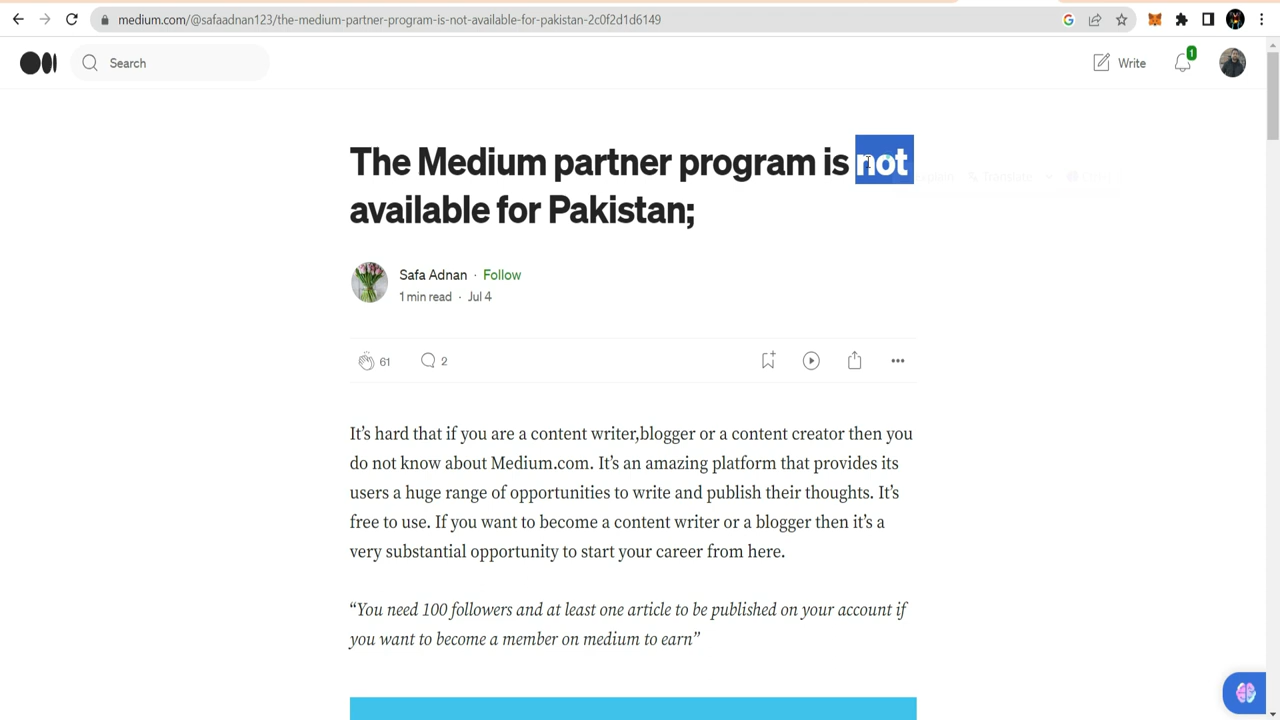 medium.com/@safaadnan123/the-medium-partner-program-is-not-available-for-pakistan-2c0f2d1d6149
Search
Write
1
The Medium partner program is not
available for Pakistan;
Safa Adnan · Follow
1 min read · Jul 4
61
2
It’s hard that if you are a content writer,blogger or a content creator then you
do not know about Medium.com. It’s an amazing platform that provides its
users a huge range of opportunities to write and publish their thoughts. It’s
free to use. If you want to become a content writer or a blogger then it’s a
very substantial opportunity to start your career from here.
“You need 100 followers and at least one article to be published on your account if
you want to become a member on medium to earn”